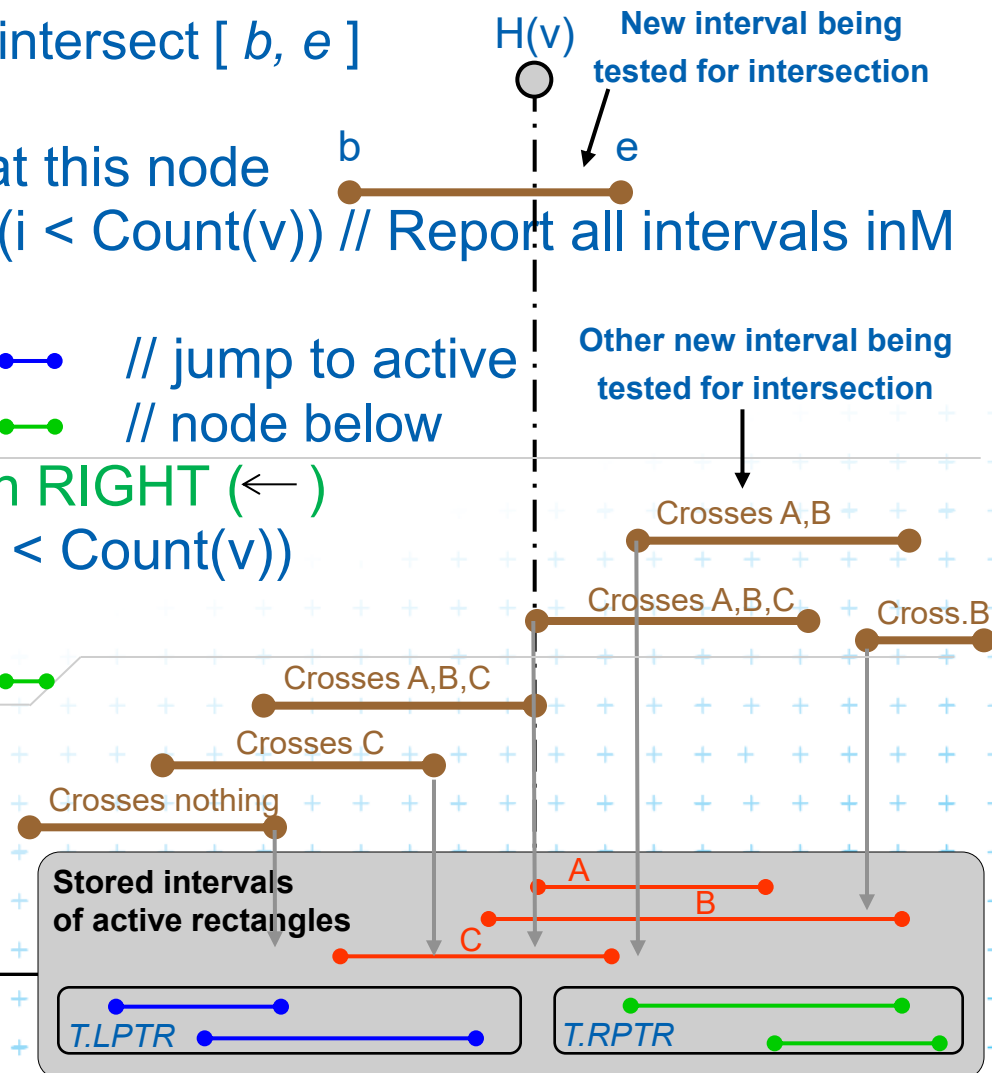 intersect [ b, e ]
H(v)
New interval being
tested for intersection
b
e
at this node
(i < Count(v)) // Report all intervals inM
// jump to active
Other new interval being
tested for intersection
// node below
n RIGHT (← )
< Count(v))
Crosses A,B
Crosses A,B,C
Cross.B
Crosses A,B,C
Crosses C
Crosses nothing
Stored intervals
of active rectangles
A
B
C
T.LPTR
T.RPTR